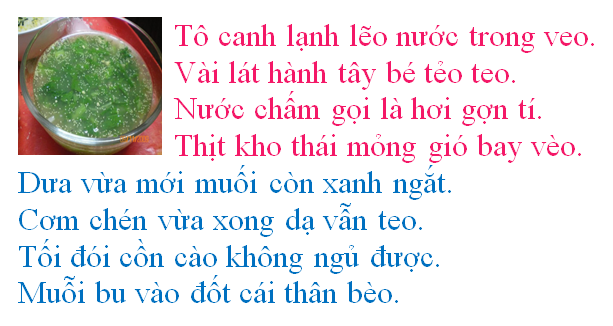 Tô canh lạnh lẽo nước trong veo.
Vài lát hành tây bé tẻo teo.
Nước chấm gọi là hơi gợn tí.
Thịt kho thái mỏng gió bay vèo.
Dưa vừa mới muối còn xanh ngắt.
Cơm chén vừa xong dạ vẫn teo.
Tối đói cồn cào không ngủ được.
Muỗi bu vào đốt cái thân bèo.